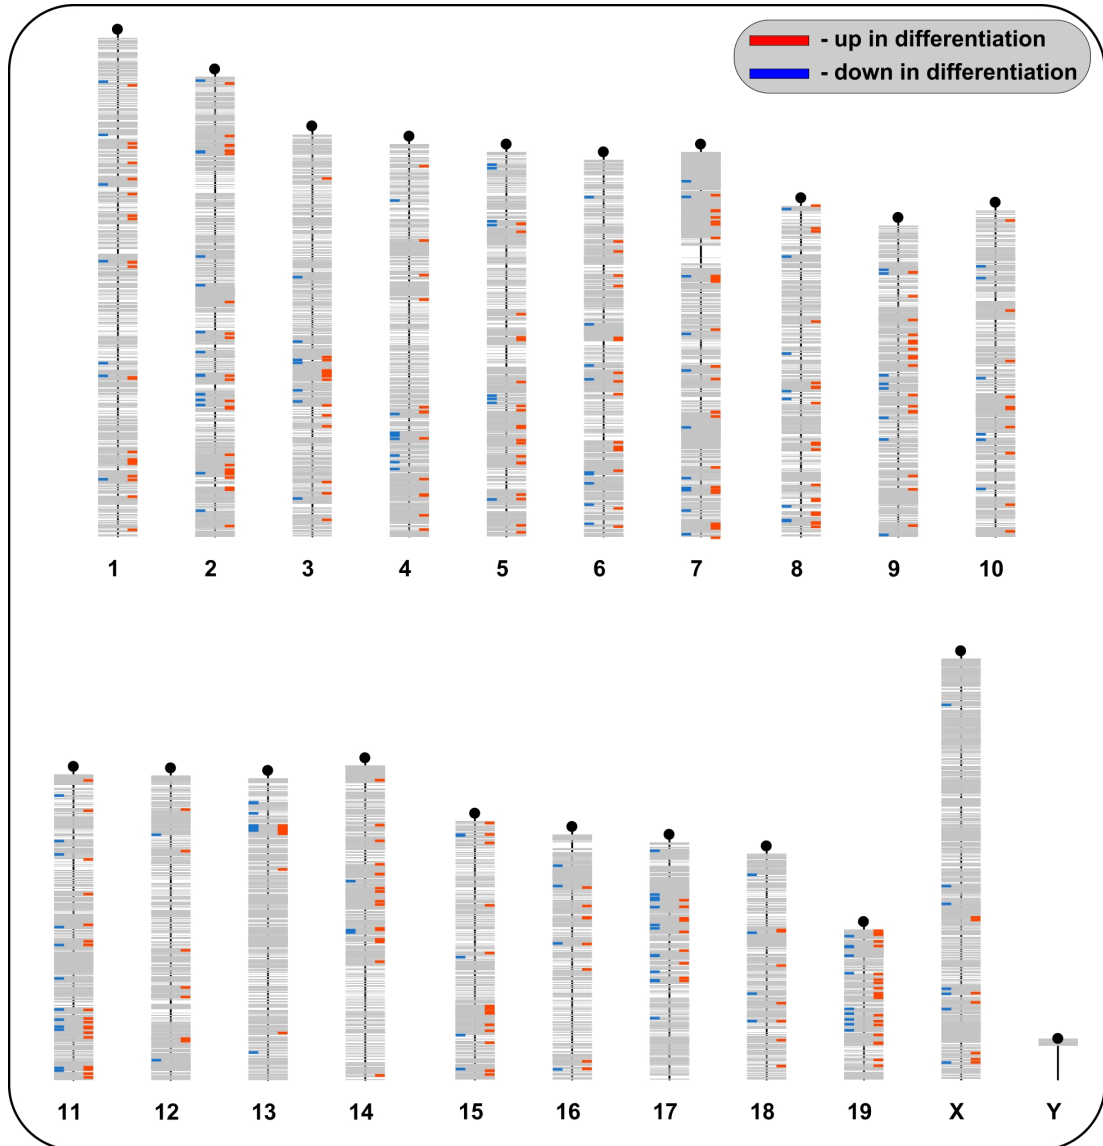 - up in differentiation
- down in differentiation
1 2 3 4 5 6 7 8 9 10
11 12 13 14 15 16 17 18 19 X Y